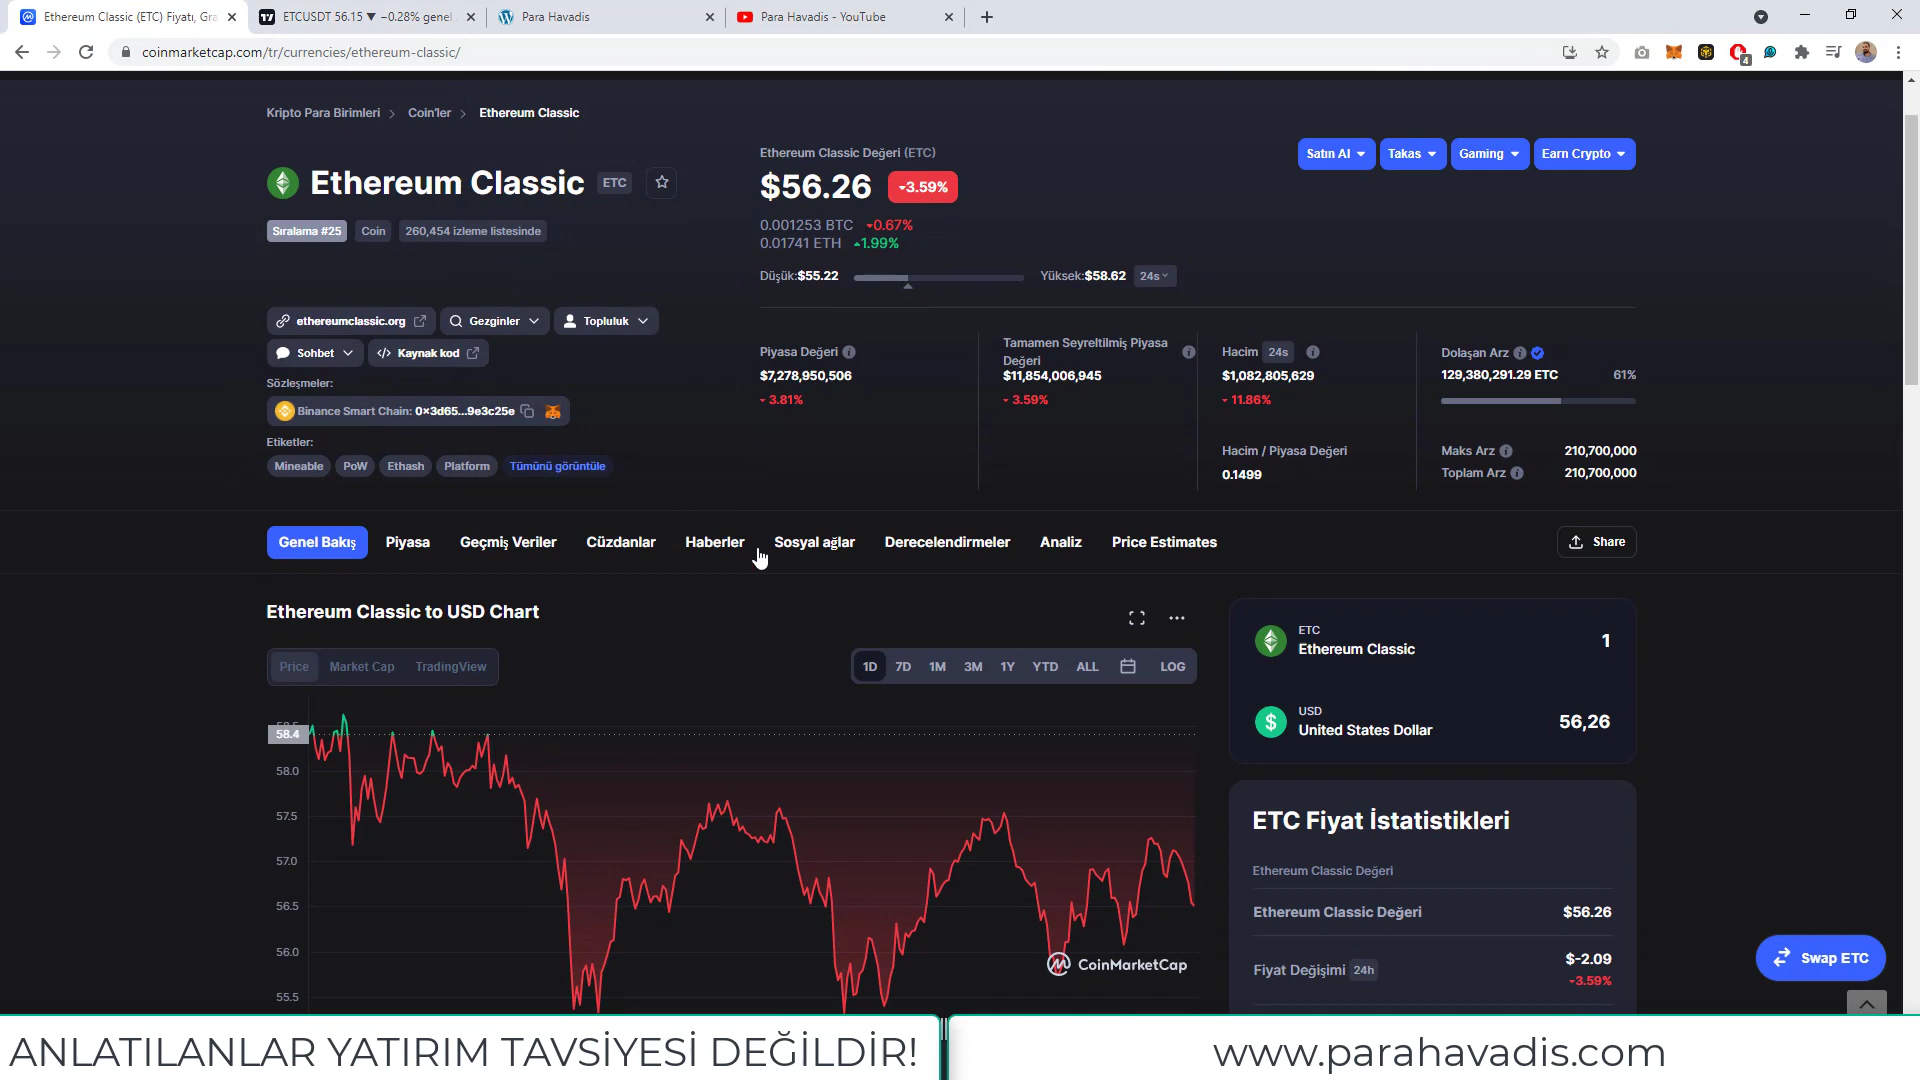 Ethereum Classic (ETC) Fiyatı, Gra
ETCUSDT 56.15 ▼ −0.28% genel
Para Havadis
Para Havadis - YouTube
coinmarketcap.com/tr/currencies/ethereum-classic/
4
Kripto Para Birimleri > Coin'ler > Ethereum Classic
Ethereum Classic ETC
Sıralama #25 Coin 260,454 izleme listesinde
ethereumclassic.org Gezginler Topluluk
Sohbet Kaynak kod
Sözleşmeler:
Binance Smart Chain: 0x3d65...9e3c25e
Etiketler:
Mineable PoW Ethash Platform Tümünü görüntüle
Ethereum Classic Değeri (ETC)
$56.26 3.59%
0.001253 BTC 0.67%
0.01741 ETH 1.99%
Düşük:$55.22 Yüksek:$58.62 24s
Satın Al Takas Gaming Earn Crypto
Piyasa Değeri
$7,278,950,506
3.81%
Tamamen Seyreltilmiş Piyasa
Değeri
$11,854,006,945
3.59%
Hacim 24s
$1,082,805,629
11.86%
Hacim / Piyasa Değeri
0.1499
Dolaşan Arz
129,380,291.29 ETC 61%
Maks Arz 210,700,000
Toplam Arz 210,700,000
Genel Bakış Piyasa Geçmiş Veriler Cüzdanlar Haberler Sosyal ağlar Derecelendirmeler Analiz Price Estimates Share
Ethereum Classic to USD Chart
Price Market Cap TradingView
1D 7D 1M 3M 1Y YTD ALL LOG
58.5
58.4
58.0
57.5
57.0
56.5
56.0
55.5
CoinMarketCap
ETC
Ethereum Classic 1
USD
United States Dollar 56,26
ETC Fiyat İstatistikleri
Ethereum Classic Değeri
Ethereum Classic Değeri $56.26
Fiyat Değişimi 24h $-2.09
3.59%
Swap ETC
ANLATILANLAR YATIRIM TAVSİYESİ DEĞİLDİR!
www.parahavadis.com